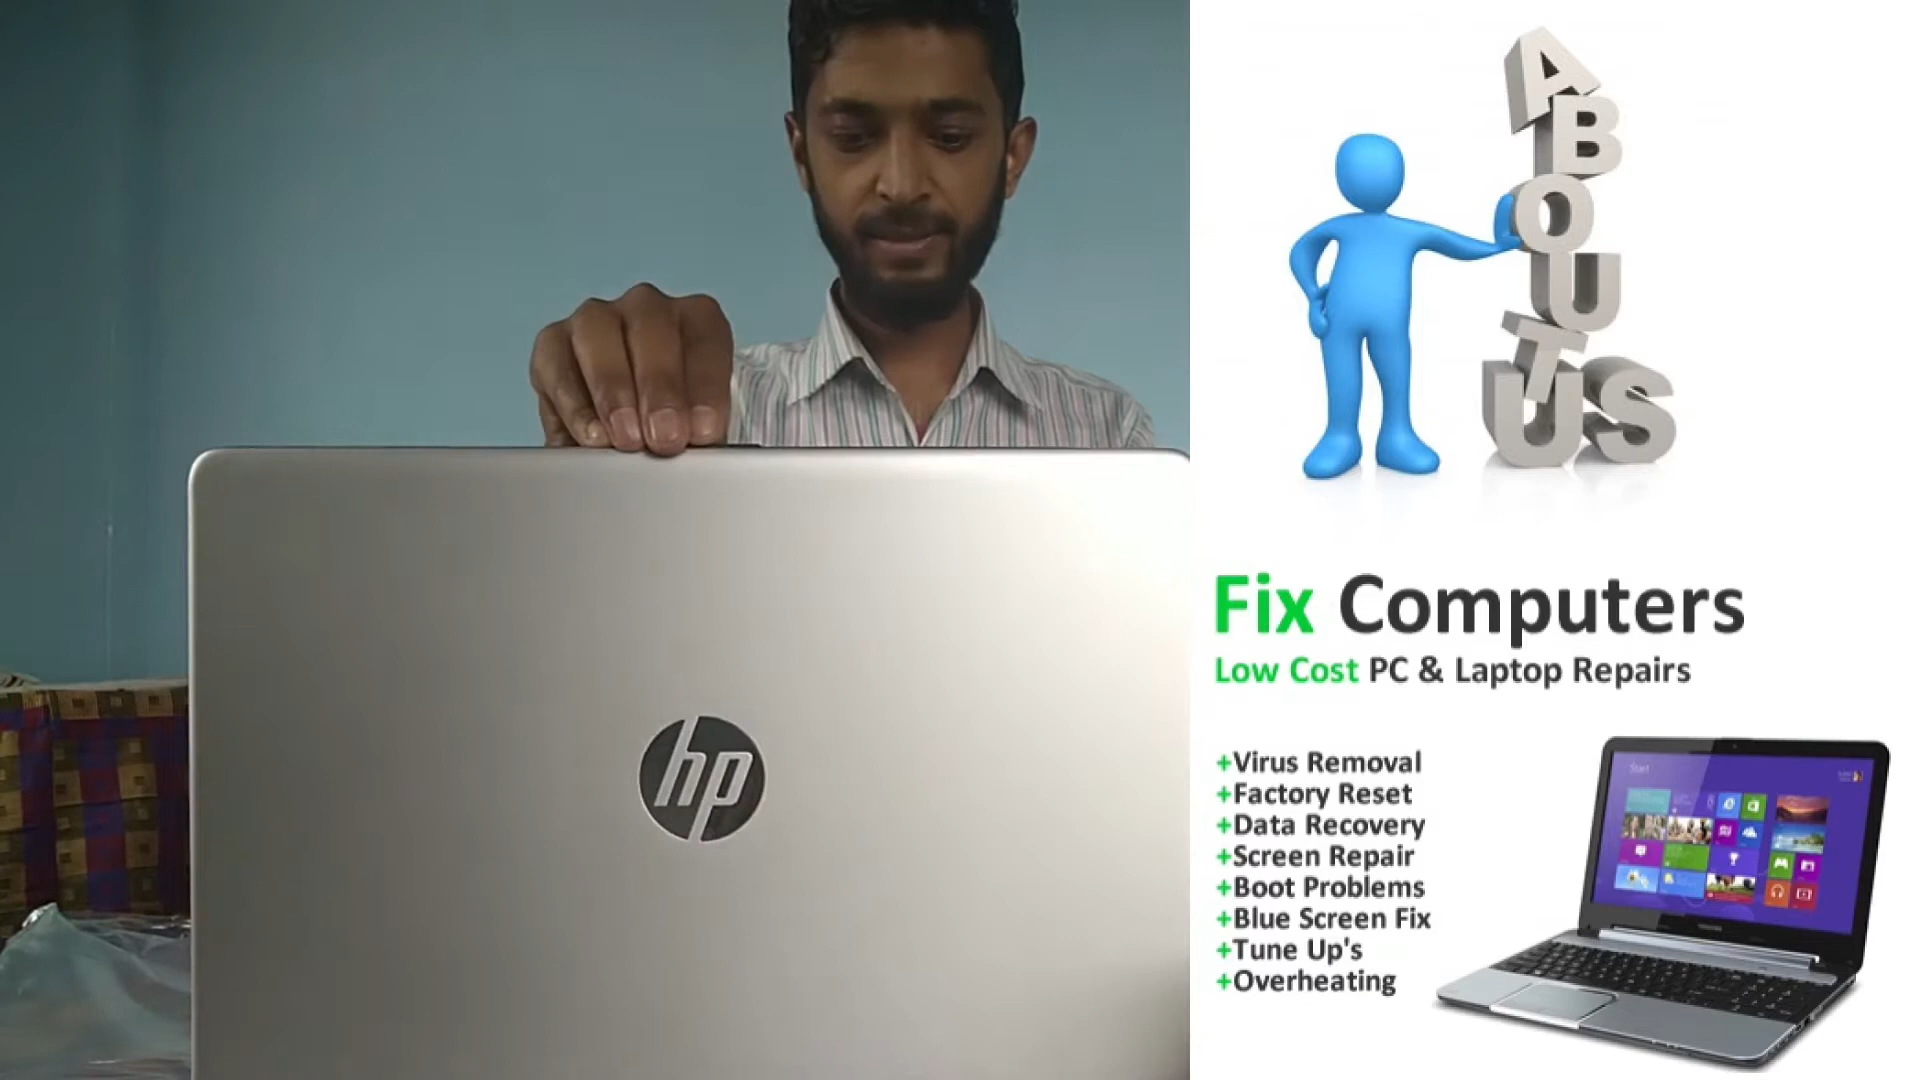 hp
ABOUT
US
Fix Computers
Low Cost PC & Laptop Repairs
+Virus Removal
+Factory Reset
+Data Recovery
+Screen Repair
+Boot Problems
+Blue Screen Fix
+Tune Up's
+Overheating
Start